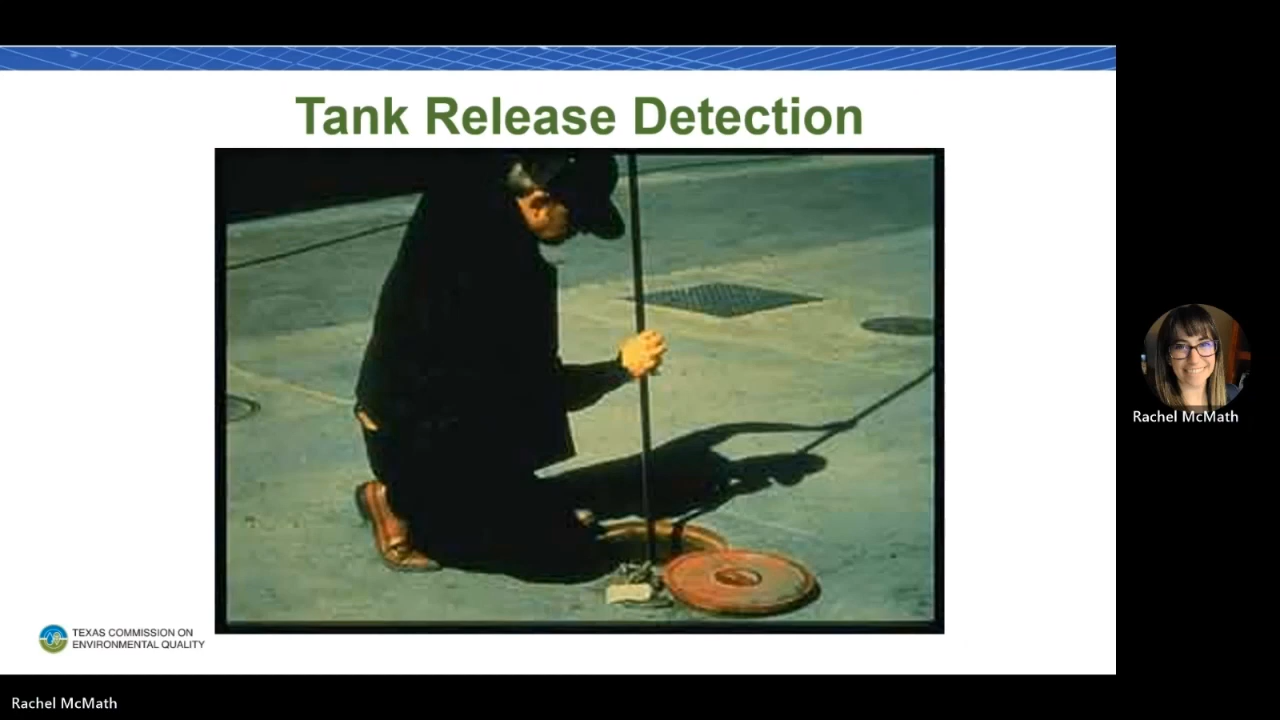 Tank Release Detection
TEXAS COMMISSION ON
ENVIRONMENTAL QUALITY
Rachel McMath
Rachel McMath